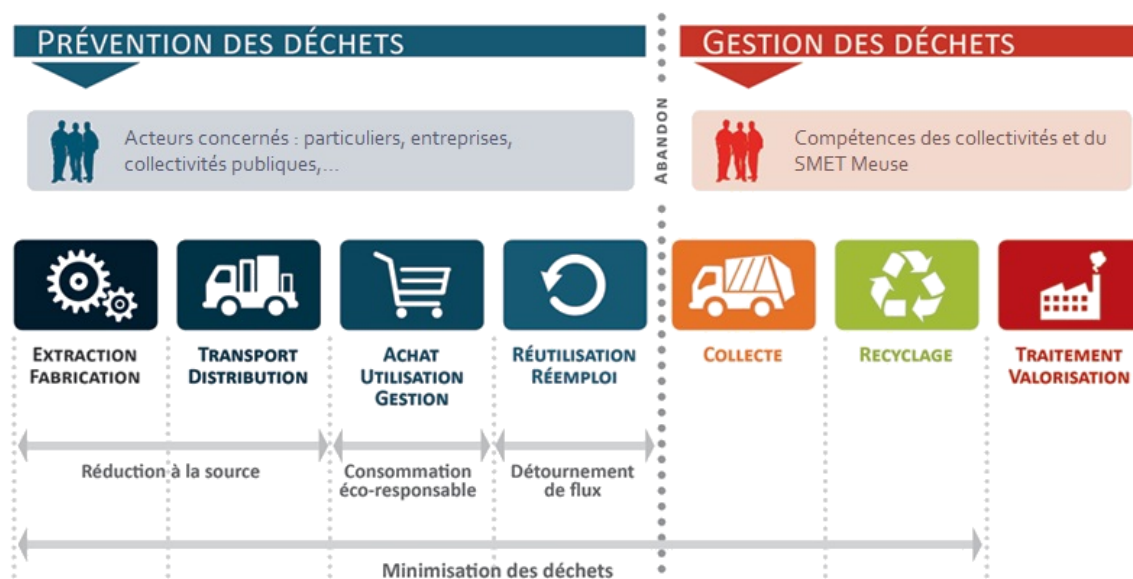 PRÉVENTION DES DÉCHETS
GESTION DES DÉCHETS
Acteurs concernés : particuliers, entreprises,
collectivités publiques,...
ABANDON
Compétences des collectivités et du
SMET Meuse
EXTRACTION
FABRICATION
TRANSPORT
DISTRIBUTION
ACHAT
UTILISATION
GESTION
RÉUTILISATION
RÉEMPLOI
COLLECTE
RECYCLAGE
TRAITEMENT
VALORISATION
Réduction à la source
Consommation
éco-responsable
Détournement
de flux
Minimisation des déchets